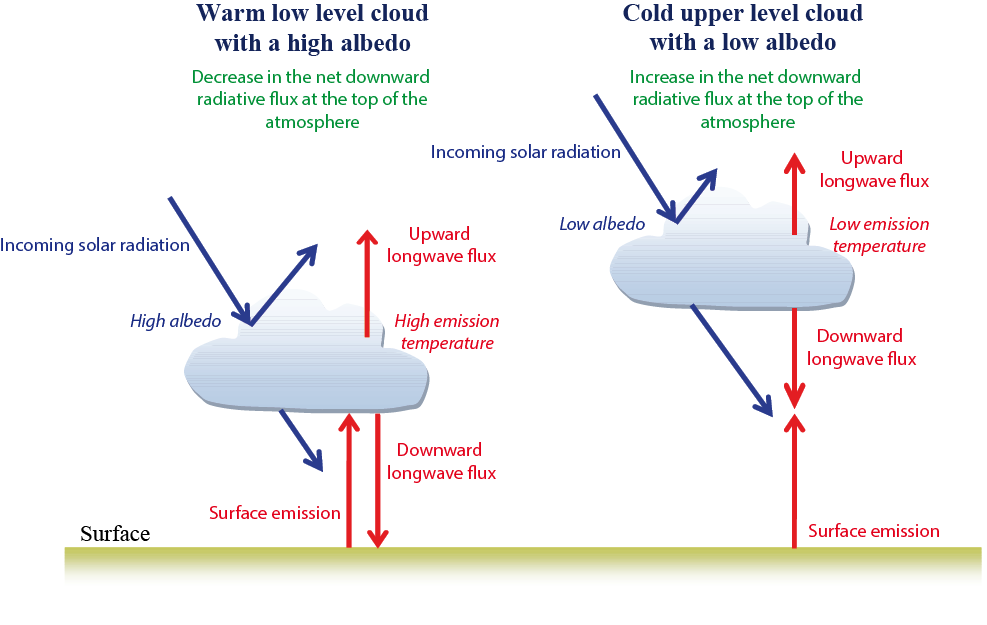 Warm low level cloud
with a high albedo
Decrease in the net downward
radiative flux at the top of the
atmosphere
Incoming solar radiation
High albedo
Upward
longwave flux
High emission
temperature
Downward
longwave flux
Surface emission
Surface
Cold upper level cloud
with a low albedo
Increase in the net downward
radiative flux at the top of the
atmosphere
Incoming solar radiation
Low albedo
Upward
longwave flux
Low emission
temperature
Downward
longwave flux
Surface emission